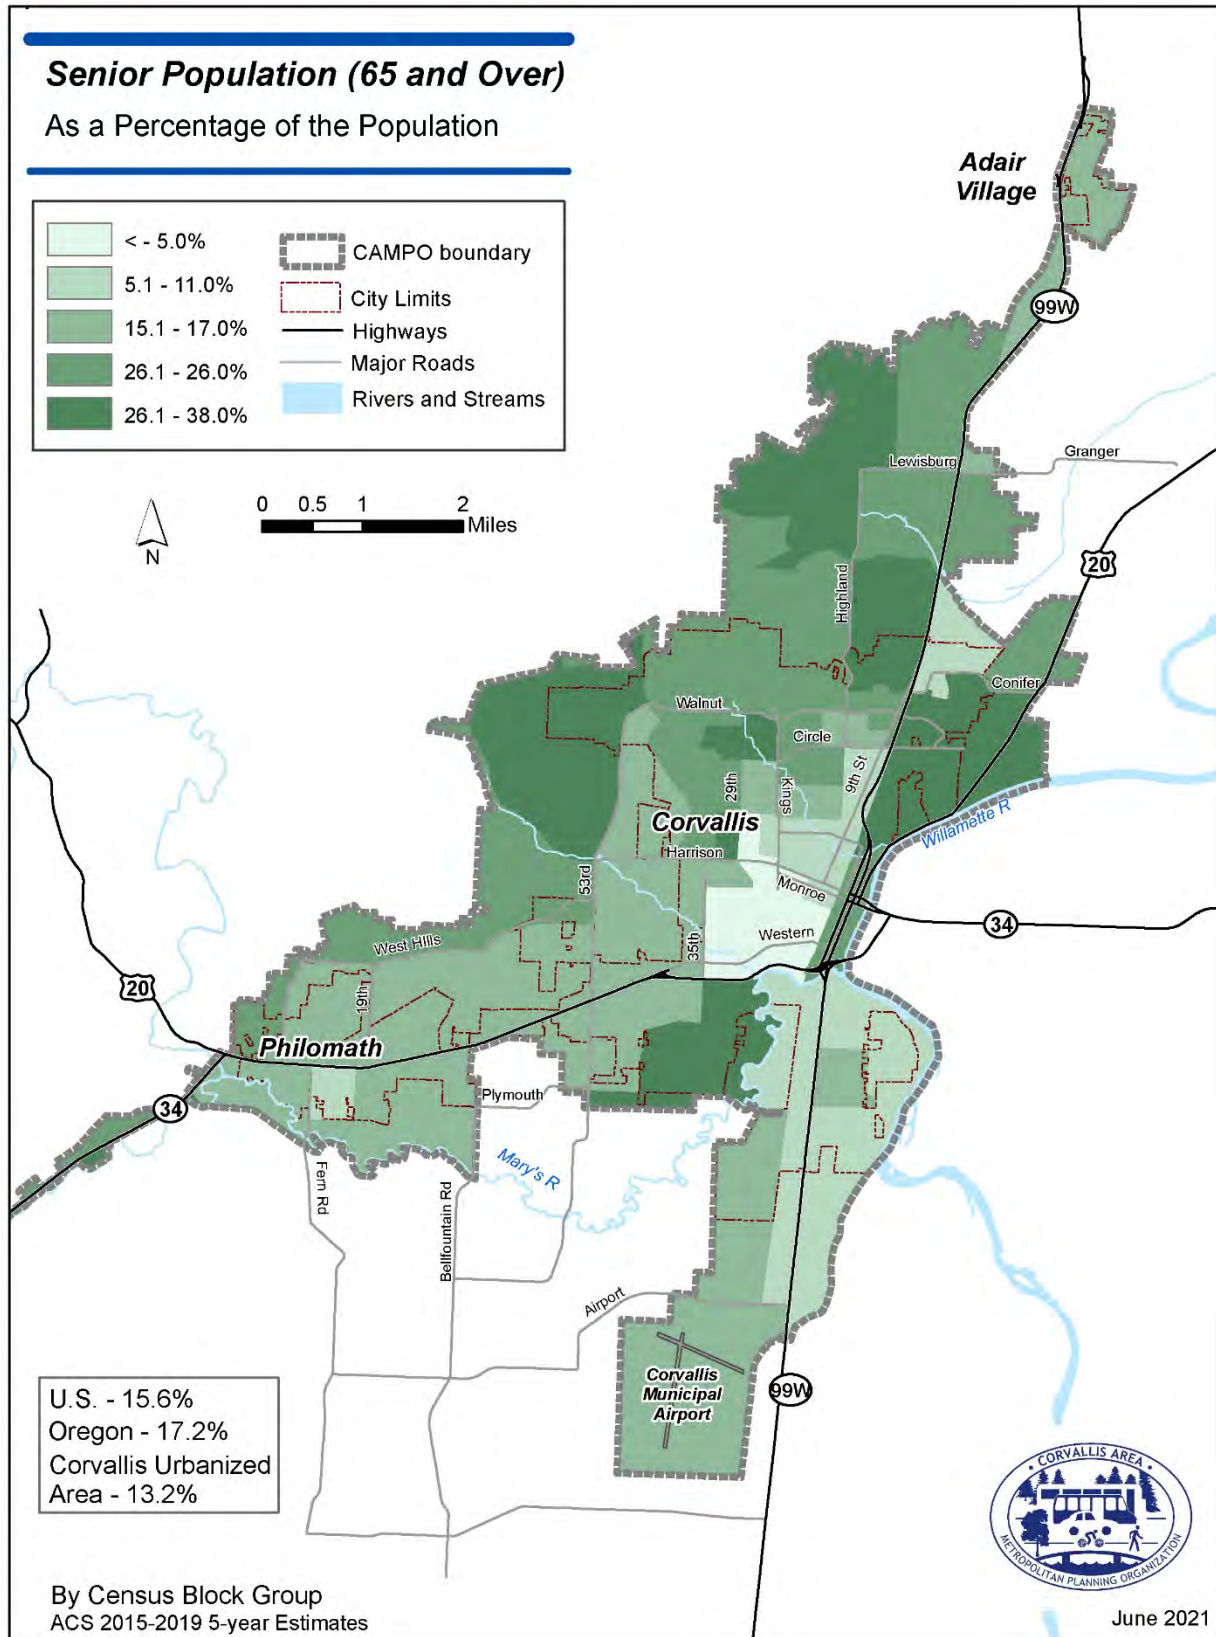 Senior Population (65 and Over)
As a Percentage of the Population
< - 5.0%
5.1 - 11.0%
15.1 - 17.0%
26.1 - 26.0%
26.1 - 38.0%
CAMPO boundary
City Limits
Highways
Major Roads
Rivers and Streams
0 0.5 1 2
Miles
N
Adair
Village
99W
Lewisburg
Granger
20
Highland
Conifer
Walnut
Circle
9th St
29th
Kings
Corvallis
Willamette R
Harrison
53rd
Monroe
34
Western
35th
West Hills
20
19th
Philomath
Plymouth
34
Mary's R
Fern Rd
Bellfountain Rd
Airport
Corvallis
Municipal
Airport
99W
U.S. - 15.6%
Oregon - 17.2%
Corvallis Urbanized
Area - 13.2%
• CORVALLIS AREA •
METROPOLITAN PLANNING ORGANIZATION
By Census Block Group
ACS 2015-2019 5-year Estimates
June 2021